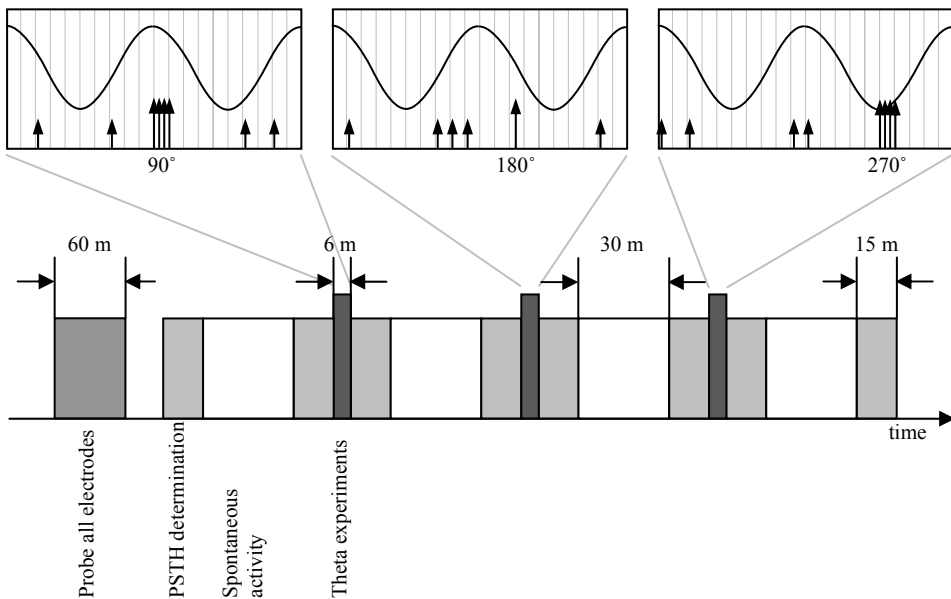 90˚
180˚
270˚
60 m
6 m
30 m
15 m
time
Probe all electrodes
PSTH determination
Spontaneous
activity
Theta experiments